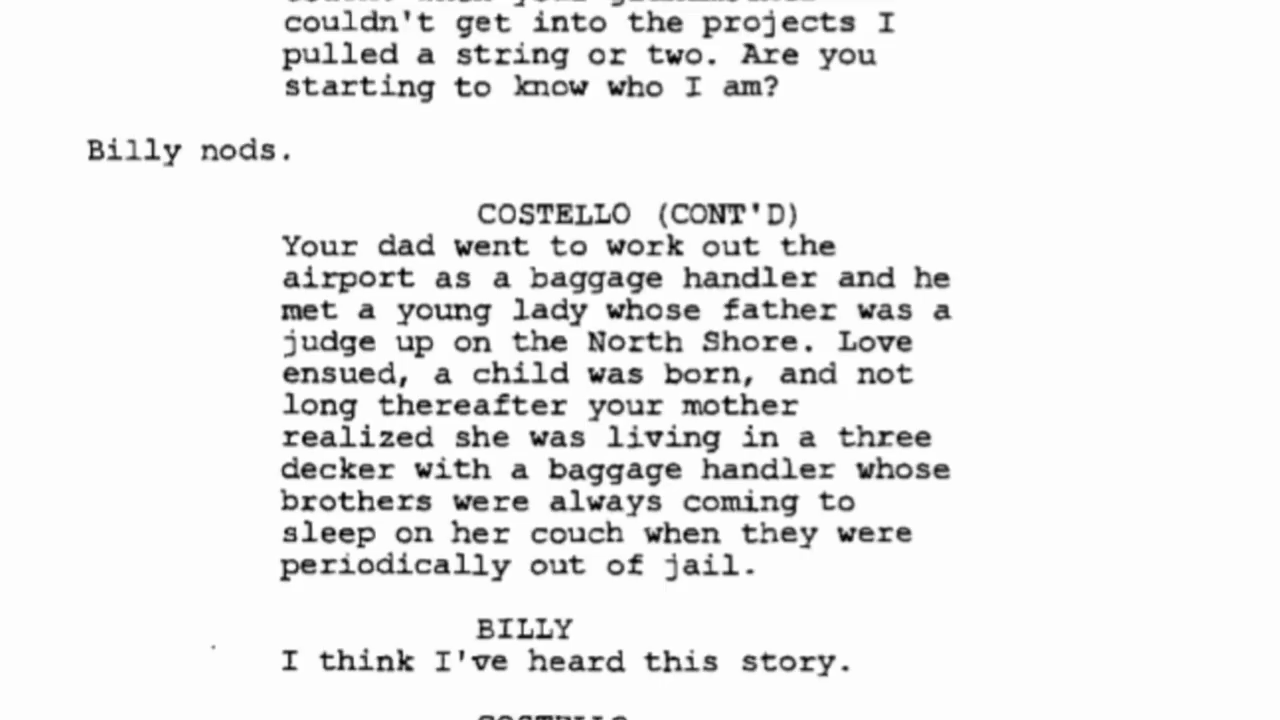 couldn't get into the projects I
pulled a string or two. Are you
starting to know who I am?
Billy nods.
COSTELLO (CONT'D)
Your dad went to work out the
airport as a baggage handler and he
met a young lady whose father was a
judge up on the North Shore. Love
ensued, a child was born, and not
long thereafter your mother
realized she was living in a three
decker with a baggage handler whose
brothers were always coming to
sleep on her couch when they were
periodically out of jail.
BILLY
I think I've heard this story.
COSTELLO